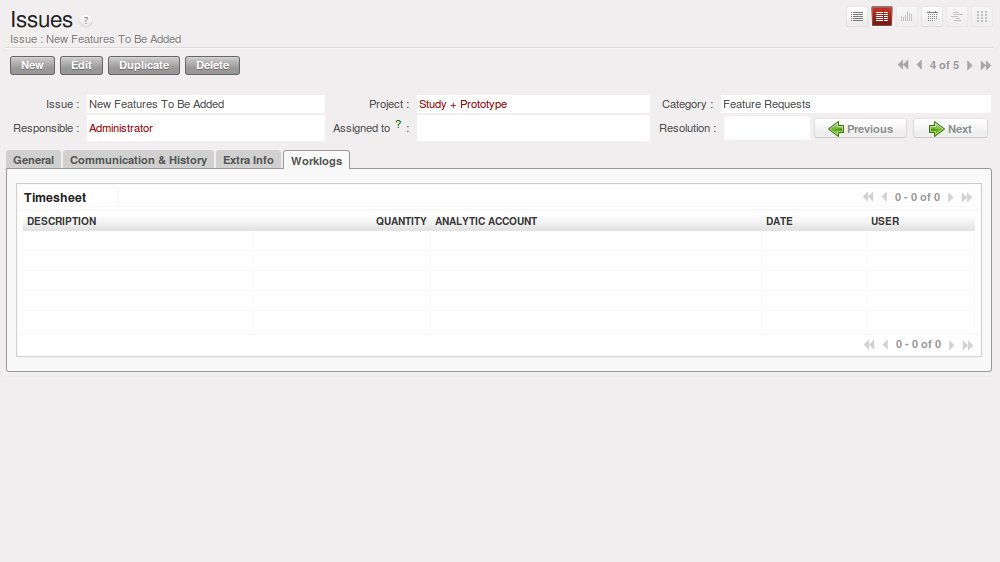 Issues ?
Issue : New Features To Be Added
New Edit Duplicate Delete 4 of 5
Issue : New Features To Be Added Project : Study + Prototype Category : Feature Requests
Responsible : Administrator Assigned to ? : Resolution : Previous Next
General Communication & History Extra Info Worklogs
Timesheet 0 - 0 of 0
DESCRIPTION QUANTITY ANALYTIC ACCOUNT DATE USER
0 - 0 of 0